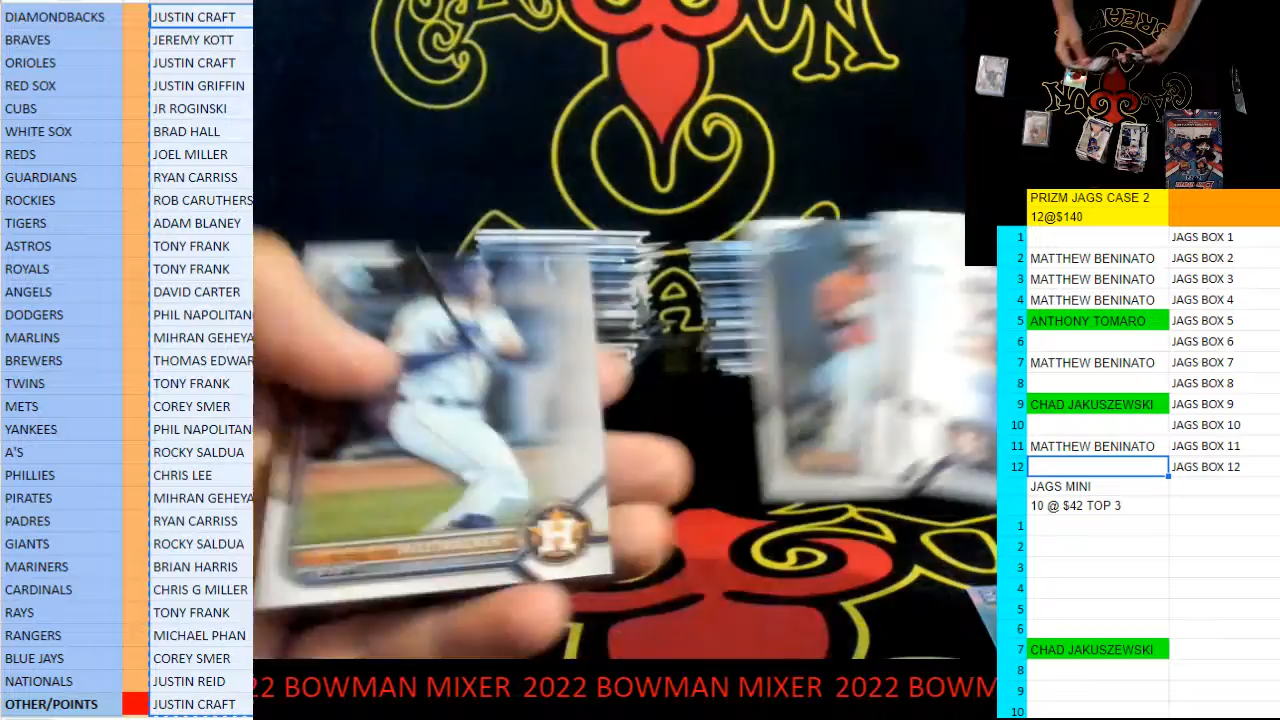 DIAMONDBACKS JUSTIN CRAFT
BRAVES JEREMY KOTT
ORIOLES JUSTIN CRAFT
RED SOX JUSTIN GRIFFIN
CUBS JR ROGINSKI
WHITE SOX BRAD HALL
REDS JOEL MILLER
GUARDIANS RYAN CARRISS
ROCKIES ROB CARUTHERS
TIGERS ADAM BLANEY
ASTROS TONY FRANK
ROYALS TONY FRANK
ANGELS DAVID CARTER
DODGERS PHIL NAPOLITAN
MARLINS MIHRAN GEHEYA
BREWERS THOMAS EDWAR
TWINS TONY FRANK
METS COREY SMER
YANKEES PHIL NAPOLITAN
A'S ROCKY SALDUA
PHILLIES CHRIS LEE
PIRATES MIHRAN GEHEYA
PADRES RYAN CARRISS
GIANTS ROCKY SALDUA
MARINERS BRIAN HARRIS
CARDINALS CHRIS G MILLER
RAYS TONY FRANK
RANGERS MICHAEL PHAN
BLUE JAYS COREY SMER
NATIONALS JUSTIN REID
OTHER/POINTS JUSTIN CRAFT
H
22 BOWMAN MIXER 2022 BOWMAN MIXER 2022 BOWM
PRIZM JAGS CASE 2
12@$140
1 JAGS BOX 1
2 MATTHEW BENINATO JAGS BOX 2
3 MATTHEW BENINATO JAGS BOX 3
4 MATTHEW BENINATO JAGS BOX 4
5 ANTHONY TOMARO JAGS BOX 5
6 JAGS BOX 6
7 MATTHEW BENINATO JAGS BOX 7
8 JAGS BOX 8
9 CHAD JAKUSZEWSKI JAGS BOX 9
10 JAGS BOX 10
11 MATTHEW BENINATO JAGS BOX 11
12 JAGS BOX 12
JAGS MINI
10 @ $42 TOP 3
1
2
3
4
5
6
7 CHAD JAKUSZEWSKI
8
9
10